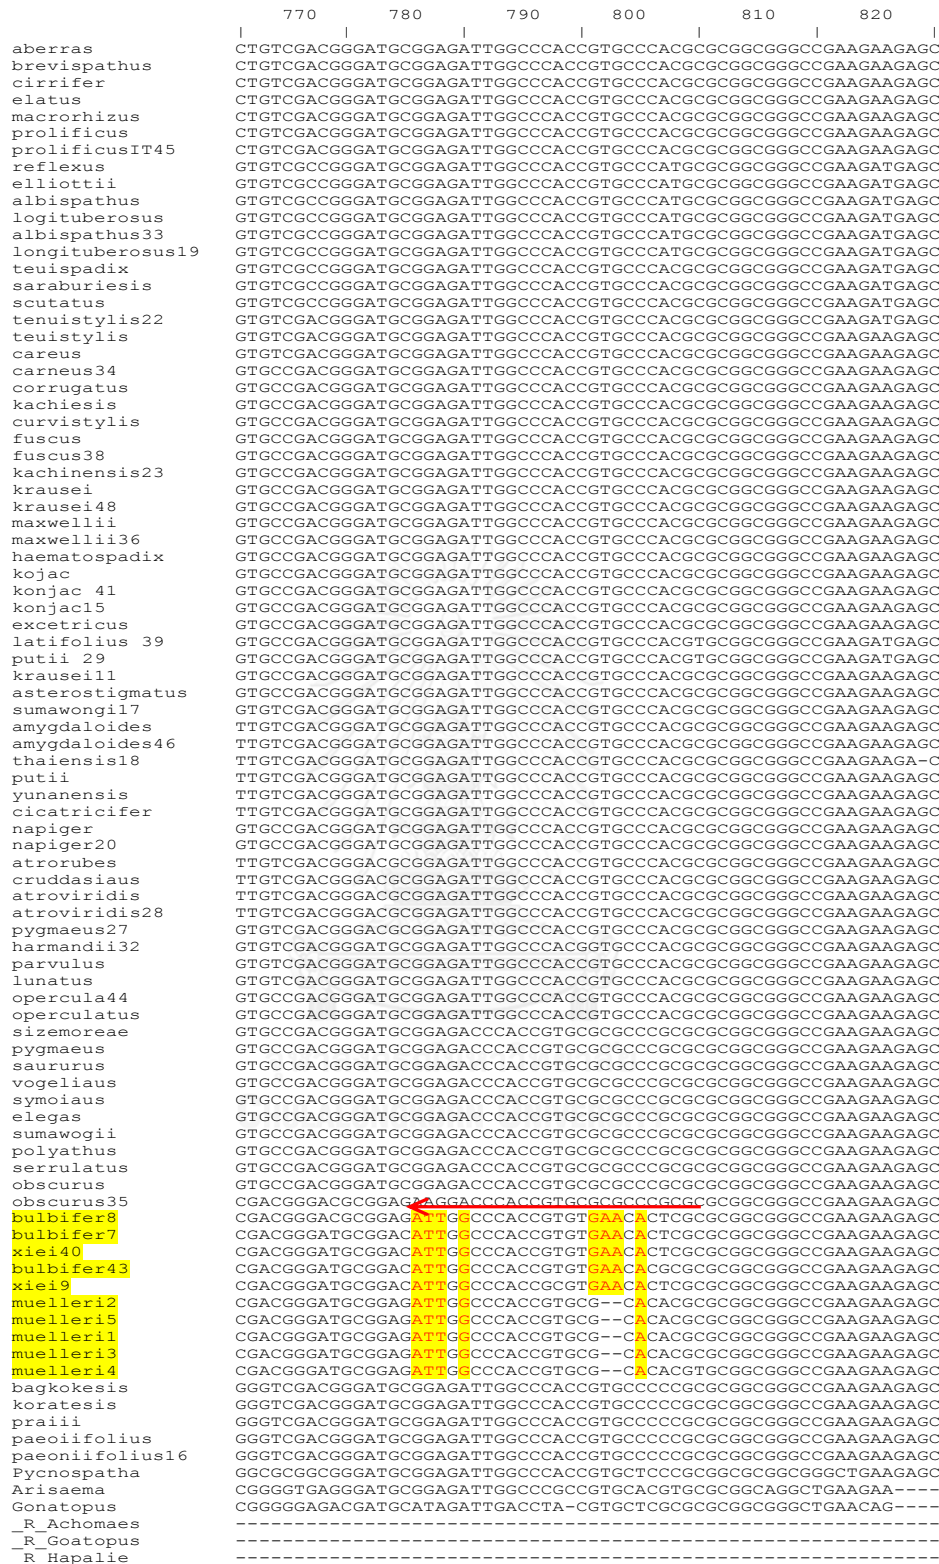 770 780 790 800 810 820
| | | | | | |
aberras CTGTCGACGGGATGCGGAGATTGGCCCACCGTGCCCACGCGCGGCGGGCCGAAGAAGAGC
brevispathus CTGTCGACGGGATGCGGAGATTGGCCCACCGTGCCCACGCGCGGCGGGCCGAAGAAGAGC
cirrifer CTGTCGACGGGATGCGGAGATTGGCCCACCGTGCCCACGCGCGGCGGGCCGAAGAAGAGC
elatus CTGTCGACGGGATGCGGAGATTGGCCCACCGTGCCCACGCGCGGCGGGCCGAAGAAGAGC
macrorhizus CTGTCGACGGGATGCGGAGATTGGCCCACCGTGCCCACGCGCGGCGGGCCGAAGAAGAGC
prolificus CTGTCGACGGGATGCGGAGATTGGCCCACCGTGCCCACGCGCGGCGGGCCGAAGAAGAGC
prolificusIT45 CTGTCGACGGGATGCGGAGATTGGCCCACCGTGCCCACGCGCGGCGGGCCGAAGAAGAGC
reflexus GTGTCGCCGGGATGCGGAGATTGGCCCACCGTGCCCATGCGCGGCGGGCCGAAGATGAGC
elliottii GTGTCGCCGGGATGCGGAGATTGGCCCACCGTGCCCATGCGCGGCGGGCCGAAGATGAGC
albispathus GTGTCGCCGGGATGCGGAGATTGGCCCACCGTGCCCATGCGCGGCGGGCCGAAGATGAGC
logituberosus GTGTCGCCGGGATGCGGAGATTGGCCCACCGTGCCCATGCGCGGCGGGCCGAAGATGAGC
albispathus33 GTGTCGCCGGGATGCGGAGATTGGCCCACCGTGCCCATGCGCGGCGGGCCGAAGATGAGC
longituberosus19 GTGTCGCCGGGATGCGGAGATTGGCCCACCGTGCCCATGCGCGGCGGGCCGAAGATGAGC
teuispadix GTGTCGCCGGGATGCGGAGATTGGCCCACCGTGCCCACGCGCGGCGGGCCGAAGATGAGC
saraburiesis GTGTCGCCGGGATGCGGAGATTGGCCCACCGTGCCCACGCGCGGCGGGCCGAAGATGAGC
scutatus GTGTCGCCGGGATGCGGAGATTGGCCCACCGTGCCCACGCGCGGCGGGCCGAAGATGAGC
tenuistylis22 GTGTCGCCGGGATGCGGAGATTGGCCCACCGTGCCCACGCGCGGCGGGCCGAAGATGAGC
teuistylis GTGTCGCCGGGATGCGGAGATTGGCCCACCGTGCCCACGCGCGGCGGGCCGAAGATGAGC
careus GTGCCGACGGGATGCGGAGATTGGCCCACCGTGCCCACGCGCGGCGGGCCGAAGAAGAGC
carneus34 GTGCCGACGGGATGCGGAGATTGGCCCACCGTGCCCACGCGCGGCGGGCCGAAGAAGAGC
corrugatus GTGCCGACGGGATGCGGAGATTGGCCCACCGTGCCCACGCGCGGCGGGCCGAAGAAGAGC
kachiesis GTGCCGACGGGATGCGGAGATTGGCCCACCGTGCCCACGCGCGGCGGGCCGAAGAAGAGC
curvistylis GTGCCGACGGGATGCGGAGATTGGCCCACCGTGCCCACGCGCGGCGGGCCGAAGAAGAGC
fuscus GTGCCGACGGGATGCGGAGATTGGCCCACCGTGCCCACGCGCGGCGGGCCGAAGAAGAGC
fuscus38 GTGCCGACGGGATGCGGAGATTGGCCCACCGTGCCCACGCGCGGCGGGCCGAAGAAGAGC
kachinensis23 GTGCCGACGGGATGCGGAGATTGGCCCACCGTGCCCACGCGCGGCGGGCCGAAGAAGAGC
krausei GTGCCGACGGGATGCGGAGATTGGCCCACCGTGCCCACGCGCGGCGGGCCGAAGAAGAGC
krausei48 GTGCCGACGGGATGCGGAGATTGGCCCACCGTGCCCACGCGCGGCGGGCCGAAGAAGAGC
maxwellii GTGCCGACGGGATGCGGAGATTGGCCCACCGTGCCCACGCGCGGCGGGCCGAAGAAGAGC
maxwellii36 GTGCCGACGGGATGCGGAGATTGGCCCACCGTGCCCACGCGCGGCGGGCCGAAGAAGAGC
haematospadix GTGCCGACGGGATGCGGAGATTGGCCCACCGTGCCCACGCGCGGCGGGCCGAAGAAGAGC
kojac GTGCCGACGGGATGCGGAGATTGGCCCACCGTGCCCACGCGCGGCGGGCCGAAGAAGAGC
konjac 41 GTGCCGACGGGATGCGGAGATTGGCCCACCGTGCCCACGCGCGGCGGGCCGAAGAAGAGC
konjac15 GTGCCGACGGGATGCGGAGATTGGCCCACCGTGCCCACGCGCGGCGGGCCGAAGAAGAGC
excetricus GTGCCGACGGGATGCGGAGATTGGCCCACCGTGCCCACGCGCGGCGGGCCGAAGAAGAGC
latifolius 39 GTGCCGACGGGATGCGGAGATTGGCCCACCGTGCCCACGTGCGGCGGGCCGAAGATGAGC
putii 29 GTGCCGACGGGATGCGGAGATTGGCCCACCGTGCCCACGTGCGGCGGGCCGAAGATGAGC
krausei11 GTGCCGACGGGATGCGGAGATTGGCCCACCGTGCCCACGCGCGGCGGGCCGAAGAAGAGC
asterostigmatus GTGCCGACGGGATGCGGAGATTGGCCCACCGTGCCCACGCGCGGCGGGCCGAAGAAGAGC
sumawongi17 GTGTCGACGGGATGCGGAGATTGGCCCACCGTGCCCACGCGCGGCGGGCCGAAGAAGAGC
amygdaloides TTGTCGACGGGATGCGGAGATTGGCCCACCGTGCCCACGCGCGGCGGGCCGAAGAAGAGC
amygdaloides46 TTGTCGACGGGATGCGGAGATTGGCCCACCGTGCCCACGCGCGGCGGGCCGAAGAAGAGC
thaiensis18 TTGTCGACGGGATGCGGAGATTGGCCCACCGTGCCCACGCGCGGCGGGCCGAAGAAGA-C
putii TTGTCGACGGGATGCGGAGATTGGCCCACCGTGCCCACGCGCGGCGGGCCGAAGAAGAGC
yunanensis TTGTCGACGGGATGCGGAGATTGGCCCACCGTGCCCACGCGCGGCGGGCCGAAGAAGAGC
cicatricifer TTGTCGACGGGATGCGGAGATTGGCCCACCGTGCCCACGCGCGGCGGGCCGAAGAAGAGC
napiger GTGCCGACGGGATGCGGAGATTGGCCCACCGTGCCCACGCGCGGCGGGCCGAAGAAGAGC
napiger20 GTGCCGACGGGATGCGGAGATTGGCCCACCGTGCCCACGCGCGGCGGGCCGAAGAAGAGC
atrorubes TTGTCGACGGGACGCGGAGATTGGCCCACCGTGCCCACGCGCGGCGGGCCGAAGAAGAGC
cruddasiaus TTGTCGACGGGACGCGGAGATTGGCCCACCGTGCCCACGCGCGGCGGGCCGAAGAAGAGC
atroviridis TTGTCGACGGGACGCGGAGATTGGCCCACCGTGCCCACGCGCGGCGGGCCGAAGAAGAGC
atroviridis28 TTGTCGACGGGACGCGGAGATTGGCCCACCGTGCCCACGCGCGGCGGGCCGAAGAAGAGC
pygmaeus27 GTGTCGACGGGACGCGGAGATTGGCCCACCGTGCCCACGCGCGGCGGGCCGAAGAAGAGC
harmandii32 GTGTCGACGGGATGCGGAGATTGGCCCACGGTGCCCACGCGCGGCGGGCCGAAGAAGAGC
parvulus GTGTCGACGGGATGCGGAGATTGGCCCACCGTGCCCACGCGCGGCGGGCCGAAGAAGAGC
lunatus GTGTCGACGGGATGCGGAGATTGGCCCACCGTGCCCACGCGCGGCGGGCCGAAGAAGAGC
opercula44 GTGCCGACGGGATGCGGAGATTGGCCCACCGTGCCCACGCGCGGCGGGCCGAAGAAGAGC
operculatus GTGCCGACGGGATGCGGAGATTGGCCCACCGTGCCCACGCGCGGCGGGCCGAAGAAGAGC
sizemoreae GTGCCGACGGGATGCGGAGACCCACCGTGCGCGCCCGCGCGCGGCGGGCCGAAGAAGAGC
pygmaeus GTGCCGACGGGATGCGGAGACCCACCGTGCGCGCCCGCGCGCGGCGGGCCGAAGAAGAGC
saururus GTGCCGACGGGATGCGGAGACCCACCGTGCGCGCCCGCGCGCGGCGGGCCGAAGAAGAGC
vogeliaus GTGCCGACGGGATGCGGAGACCCACCGTGCGCGCCCGCGCGCGGCGGGCCGAAGAAGAGC
symoiaus GTGCCGACGGGATGCGGAGACCCACCGTGCGCGCCCGCGCGCGGCGGGCCGAAGAAGAGC
elegas GTGCCGACGGGATGCGGAGACCCACCGTGCGCGCCCGCGCGCGGCGGGCCGAAGAAGAGC
sumawogii GTGCCGACGGGATGCGGAGACCCACCGTGCGCGCCCGCGCGCGGCGGGCCGAAGAAGAGC
polyathus GTGCCGACGGGATGCGGAGACCCACCGTGCGCGCCCGCGCGCGGCGGGCCGAAGAAGAGC
serrulatus GTGCCGACGGGATGCGGAGACCCACCGTGCGCGCCCGCGCGCGGCGGGCCGAAGAAGAGC
obscurus GTGCCGACGGGATGCGGAGACCCACCGTGCGCGCCCGCGCGCGGCGGGCCGAAGAAGAGC
obscurus35 CGACGGGACGCGGAGAAGGACCCACCGTGCGCGCCCGCGCGCGGCGGGCCGAAGAAGAGC
bulbifer8 CGACGGGACGCGGAGATTGGCCCACCGTGTGAACACTCGCGCGGCGGGCCGAAGAAGAGC
bulbifer7 CGACGGGATGCGGACATTGGCCCACCGTGTGAACACTCGCGCGGCGGGCCGAAGAAGAGC
xiei40 CGACGGGATGCGGACATTGGCCCACCGTGTGAACACTCGCGCGGCGGGCCGAAGAAGAGC
bulbifer43 CGACGGGATGCGGACATTGGCCCACCGTGTGAACACGCGCGCGGCGGGCCGAAGAAGAGC
xiei9 CGACGGGATGCGGACATTGGCCCACCGCGTGAACACTCGCGCGGCGGGCCGAAGAAGAGC
muelleri2 CGACGGGATGCGGAGATTGGCCCACCGTGCG--CACACGCGCGGCGGGCCGAAGAAGAGC
muelleri5 CGACGGGATGCGGAGATTGGCCCACCGTGCG--CACACGCGCGGCGGGCCGAAGAAGAGC
muelleri1 CGACGGGATGCGGAGATTGGCCCACCGTGCG--CACACGCGCGGCGGGCCGAAGAAGAGC
muelleri3 CGACGGGATGCGGAGATTGGCCCACCGTGCG--CACACGCGCGGCGGGCCGAAGAAGAGC
muelleri4 CGACGGGATGCGGAGATTGGCCCACCGTGCG--CACACGTGCGGCGGGCCGAAGAAGAGC
bagkokesis GGGTCGACGGGATGCGGAGATTGGCCCACCGTGCCCCCGCGCGGCGGGCCGAAGAAGAGC
koratesis GGGTCGACGGGATGCGGAGATTGGCCCACCGTGCCCCCGCGCGGCGGGCCGAAGAAGAGC
praiii GGGTCGACGGGATGCGGAGATTGGCCCACCGTGCCCCCGCGCGGCGGGCCGAAGAAGAGC
paeoiifolius GGGTCGACGGGATGCGGAGATTGGCCCACCGTGCCCCCGCGCGGCGGGCCGAAGAAGAGC
paeoniifolius16 GGGTCGACGGGATGCGGAGATTGGCCCACCGTGCCCCCGCGCGGCGGGCCGAAGAAGAGC
Pycnospatha GGCGCGGCGGGATGCGGAGATTGGCCCACCGTGCTCCCGCGGCGGCGCGGGCTGAAGAGC
Arisaema CGGGGTGAGGGATGCGGAGATTGGCCCGCCGTGCACGTGCGCGGCAGGCTGAAGAA----
Gonatopus CGGGGGAGACGATGCATAGATTGACCTA-CGTGCTCGCGCGGCGGCGGGCTGAACAG----
_R_Achomaes ------------------------------------------------------------
_R_Goatopus ------------------------------------------------------------
_R_Hapalie ------------------------------------------------------------